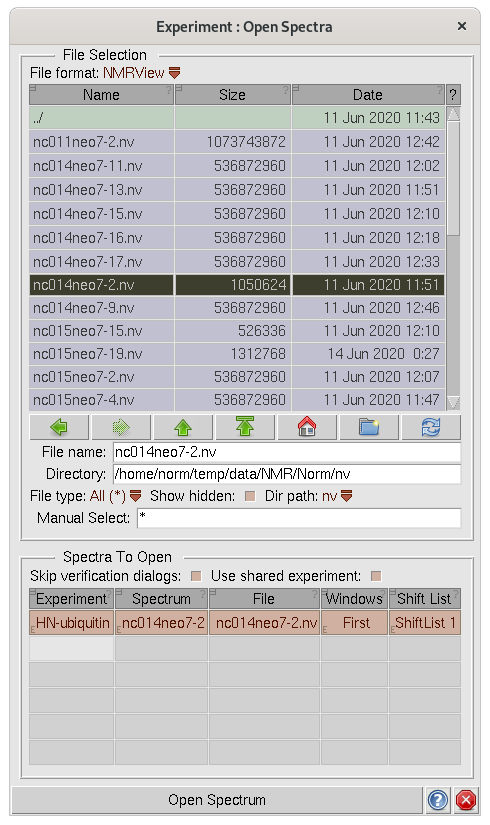 Experiment : Open Spectra ×
File Selection
File format: NMRView
Name ? Size ? Date ? ?
../ 11 Jun 2020 11:43
nc011neo7-2.nv 1073743872 11 Jun 2020 12:42
nc014neo7-11.nv 536872960 11 Jun 2020 12:02
nc014neo7-13.nv 536872960 11 Jun 2020 11:51
nc014neo7-15.nv 536872960 11 Jun 2020 12:10
nc014neo7-16.nv 536872960 11 Jun 2020 12:18
nc014neo7-17.nv 536872960 11 Jun 2020 12:33
nc014neo7-2.nv 1050624 11 Jun 2020 11:51
nc014neo7-9.nv 536872960 11 Jun 2020 12:46
nc015neo7-15.nv 526336 11 Jun 2020 12:10
nc015neo7-19.nv 1312768 14 Jun 2020 0:27
nc015neo7-2.nv 536872960 11 Jun 2020 12:07
nc015neo7-4.nv 536872960 11 Jun 2020 11:47
File name: nc014neo7-2.nv
Directory: /home/norm/temp/data/NMR/Norm/nv
File type: All (*) Show hidden: Dir path: nv
Manual Select: *
Spectra To Open
Skip verification dialogs: Use shared experiment:
Experiment ? Spectrum ? File ? Windows ? Shift List ?
E HN-ubiquitin E nc014neo7-2 nc014neo7-2.nv E First E ShiftList 1
Open Spectrum ?